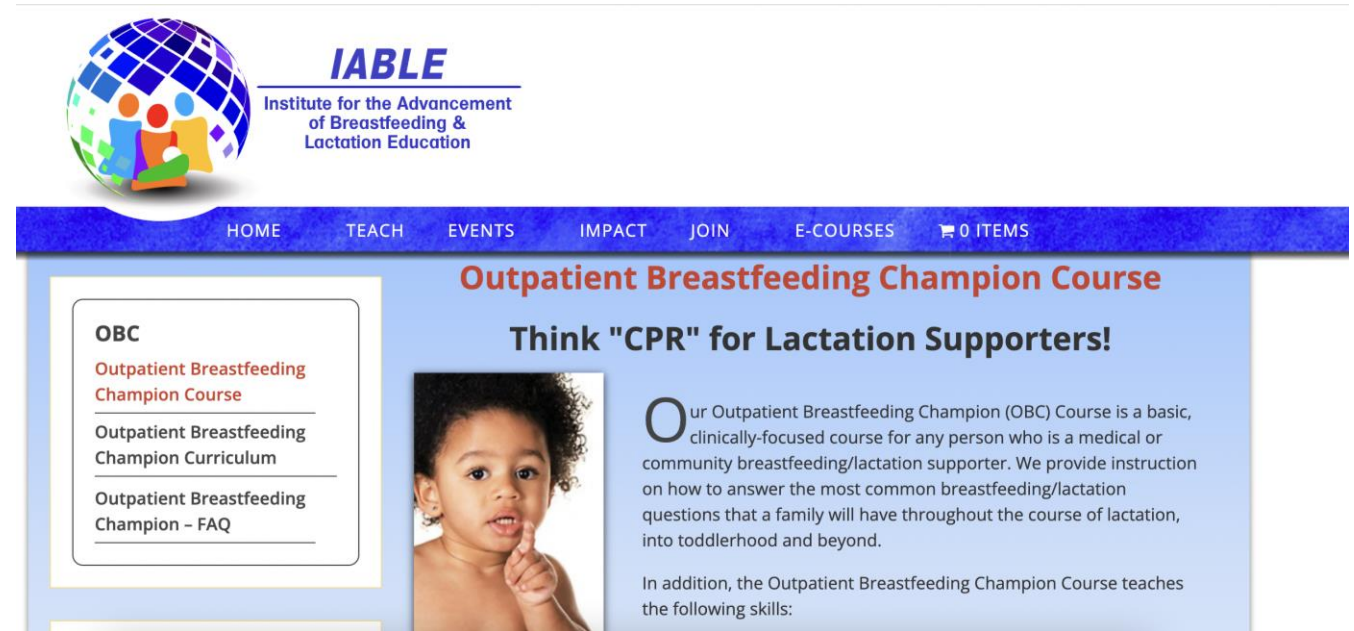 IABLE
Institute for the Advancement
of Breastfeeding &
Lactation Education
HOME TEACH EVENTS IMPACT JOIN E-COURSES 0 ITEMS
OBC
Outpatient Breastfeeding
Champion Course
Outpatient Breastfeeding
Champion Curriculum
Outpatient Breastfeeding
Champion – FAQ
Outpatient Breastfeeding Champion Course
Think "CPR" for Lactation Supporters!
Our Outpatient Breastfeeding Champion (OBC) Course is a basic,
clinically-focused course for any person who is a medical or
community breastfeeding/lactation supporter. We provide instruction
on how to answer the most common breastfeeding/lactation
questions that a family will have throughout the course of lactation,
into toddlerhood and beyond.
In addition, the Outpatient Breastfeeding Champion Course teaches
the following skills: